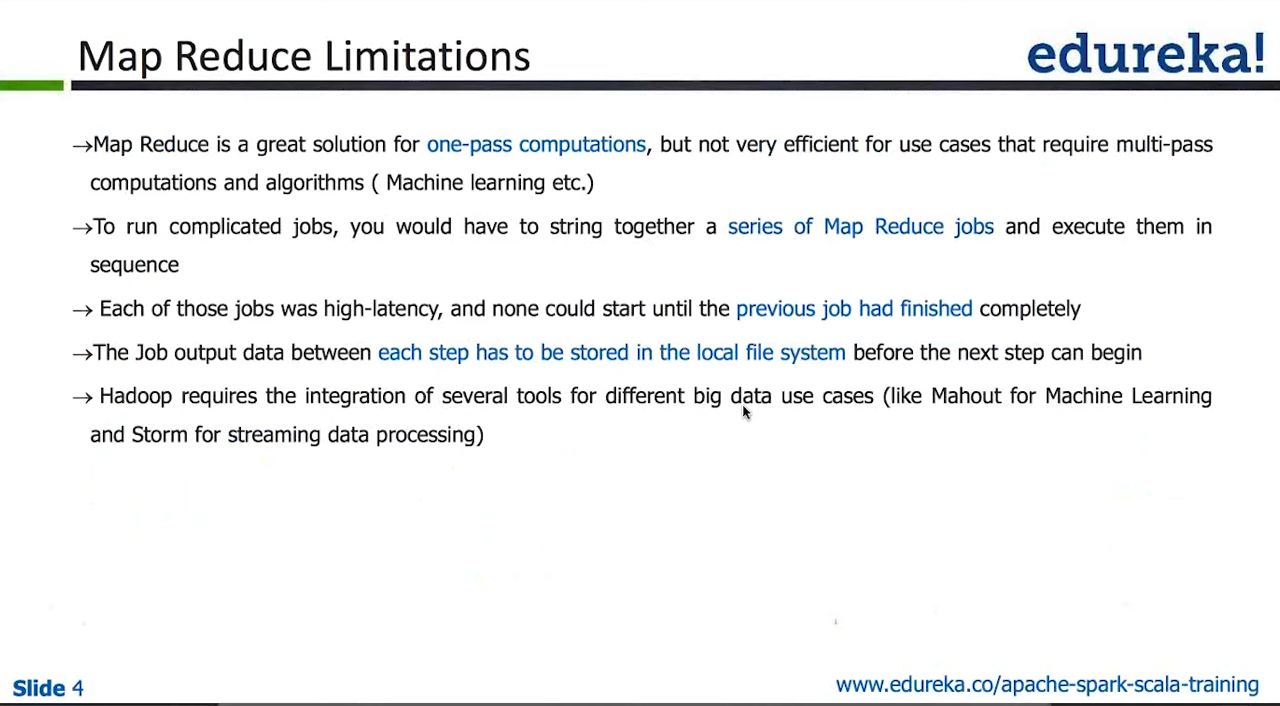 Map Reduce Limitations
edureka!
→Map Reduce is a great solution for one-pass computations, but not very efficient for use cases that require multi-pass
computations and algorithms ( Machine learning etc.)
→To run complicated jobs, you would have to string together a series of Map Reduce jobs and execute them in
sequence
→ Each of those jobs was high-latency, and none could start until the previous job had finished completely
→The Job output data between each step has to be stored in the local file system before the next step can begin
→ Hadoop requires the integration of several tools for different big data use cases (like Mahout for Machine Learning
and Storm for streaming data processing)
Slide 4
www.edureka.co/apache-spark-scala-training